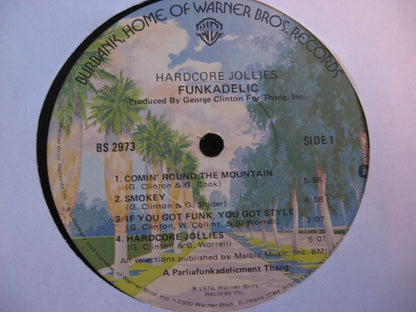 BURBANK, HOME OF WARNER BROS. RECORDS
HARDCORE JOLLIES
FUNKADELIC
Produced By George Clinton For Thang, Inc.
BS 2973
SIDE 1
1. COMIN' ROUND THE MOUNTAIN
(G. Clinton & G. Cook) 5:56
2. SMOKEY
(G. Clinton & G. Shider) 6:08
3. IF YOU GOT FUNK, YOU GOT STYLE
(G. Clinton, W. Collins, & B. Worrell) 3:07
4. HARDCORE JOLLIES
(G. Clinton & B. Worrell) 5:01
All selections published by Malbiz Music, Inc. BMI
A Parliafunkadelicment Thang
℗1976 Warner Bros.
Records Inc.
Warner Bros. Inc. • 3300 Warner Blvd., Burbank, Calif.